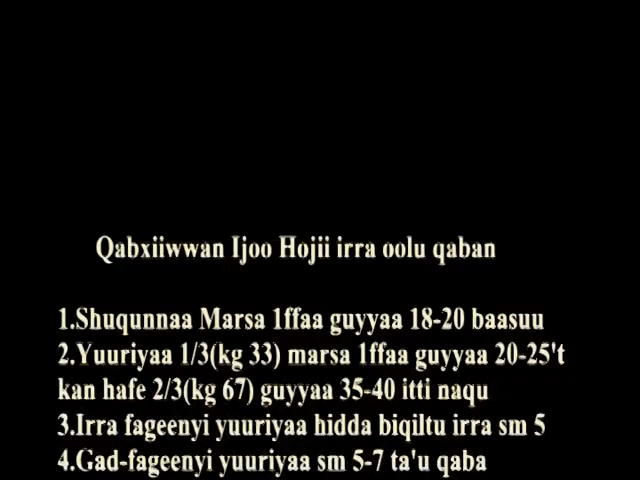 Qabxiiwwan Ijoo Hojii irra oolu qaban
1.Shuqunnaa Marsa 1ffaa guyyaa 18-20 baasuu
2.Yuuriyaa 1/3(kg 33) marsa 1ffaa guyyaa 20-25't
kan hafe 2/3(kg 67) guyyaa 35-40 itti naqu
3.Irra fageenyi yuuriyaa hidda biqiltu irra sm 5
4.Gad-fageenyi yuuriyaa sm 5-7 ta'u qaba